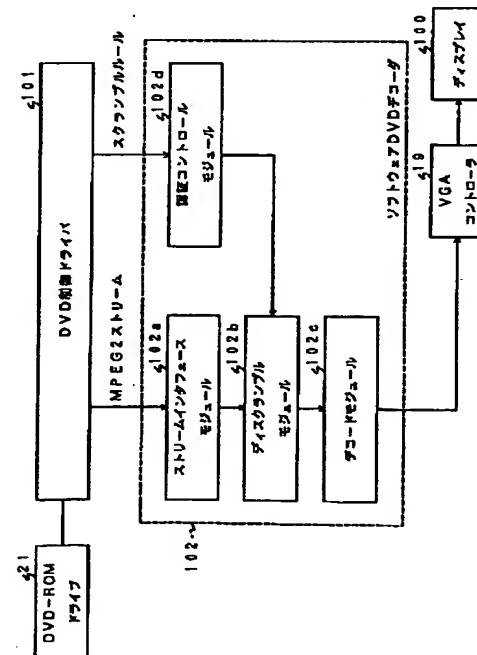 21
DVD-ROM
ドライブ
101
DVD制御ドライバ
MPEG2ストリーム
スクランブルルール
102a
ストリームインタフェース
モジュール
102d
認証コントロール
モジュール
102b
ディスクランブル
モジュール
102c
デコードモジュール
102
ソフトウェアDVDデコーダ
19
VGA
コントローラ
100
ディスプレイ